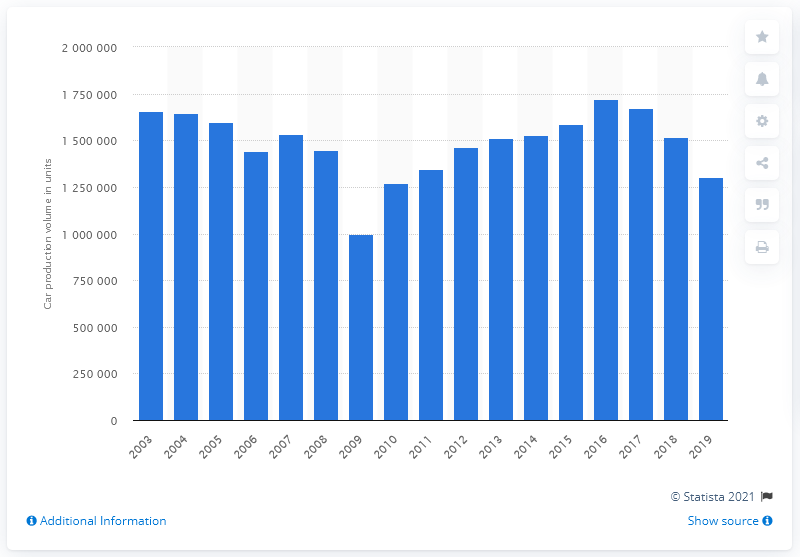 2 000 000
1 750 000
1 500 000
1 250 000
1 000 000
750 000
500 000
250 000
0
Car production volume in units
2003 2004 2005 2006 2007 2008 2009 2010 2011 2012 2013 2014 2015 2016 2017 2018 2019
© Statista 2021
Additional Information Show source